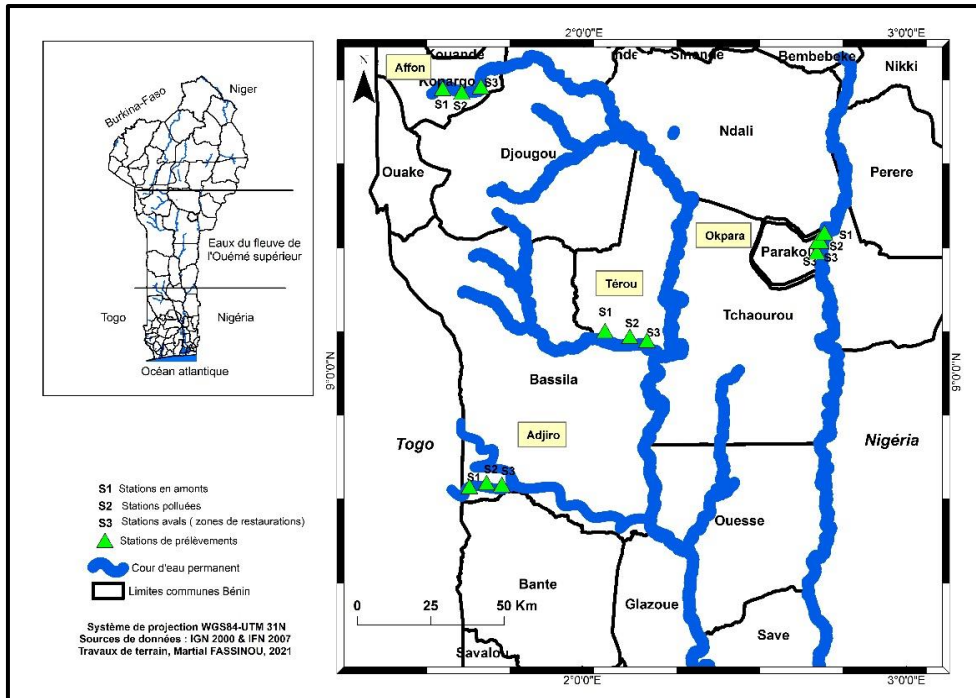 Burkina-Faso
Niger
Eaux du fleuve de
l'Ouémé supérieur
Togo
Nigéria
Océan atlantique
S1 Stations en amonts
S2 Stations polluées
S3 Stations avals ( zones de restaurations)
Stations de prélèvements
Cour d'eau permanent
Limites communes Bénin
Système de projection WGS84-UTM 31N
Sources de données : IGN 2000 & IFN 2007
Travaux de terrain, Martial FASSINOU, 2021
2°0'0"E
3°0'0"E
Kouande
Bembebeke
Nikki
Affon
N
S1
S2
S3
Ndali
Djougou
Ouake
Perere
Okpara
S1
S2
S3
S3
Térou
S1
S2
S3
Tchaourou
9°0'0"N
9°0'0"N
Bassila
Togo
Adjiro
S1
S2
S3
Nigéria
Ouesse
Bante
Glazoue
Save
Savalou
0 25 50 Km
2°0'0"E
3°0'0"E